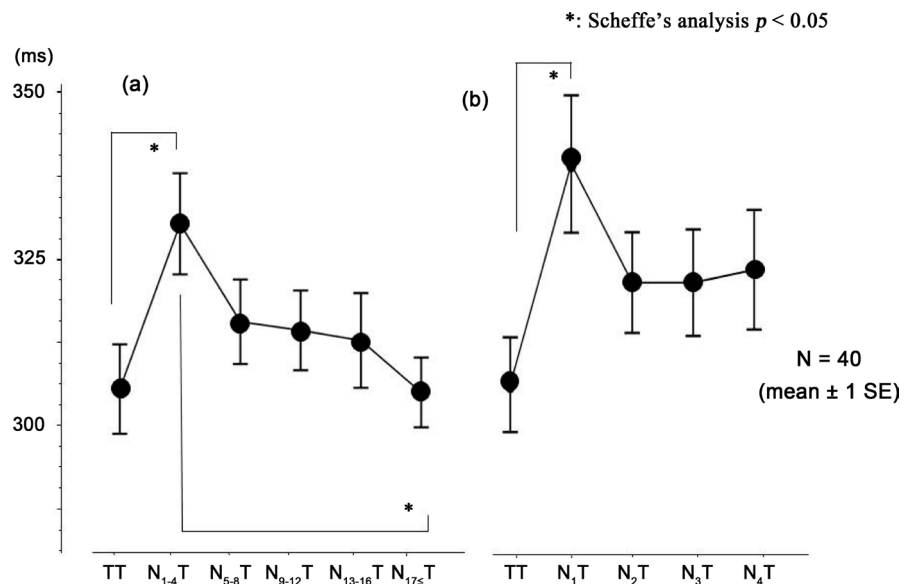 *: Scheffe's analysis p < 0.05
(ms)
(a)
(b)
350
325
300
*
*
*
N = 40
(mean ± 1 SE)
TT N₁₋₄T N₅₋₈T N₉₋₁₂T N₁₃₋₁₆T N₁₇≤T
TT N₁T N₂T N₃T N₄T